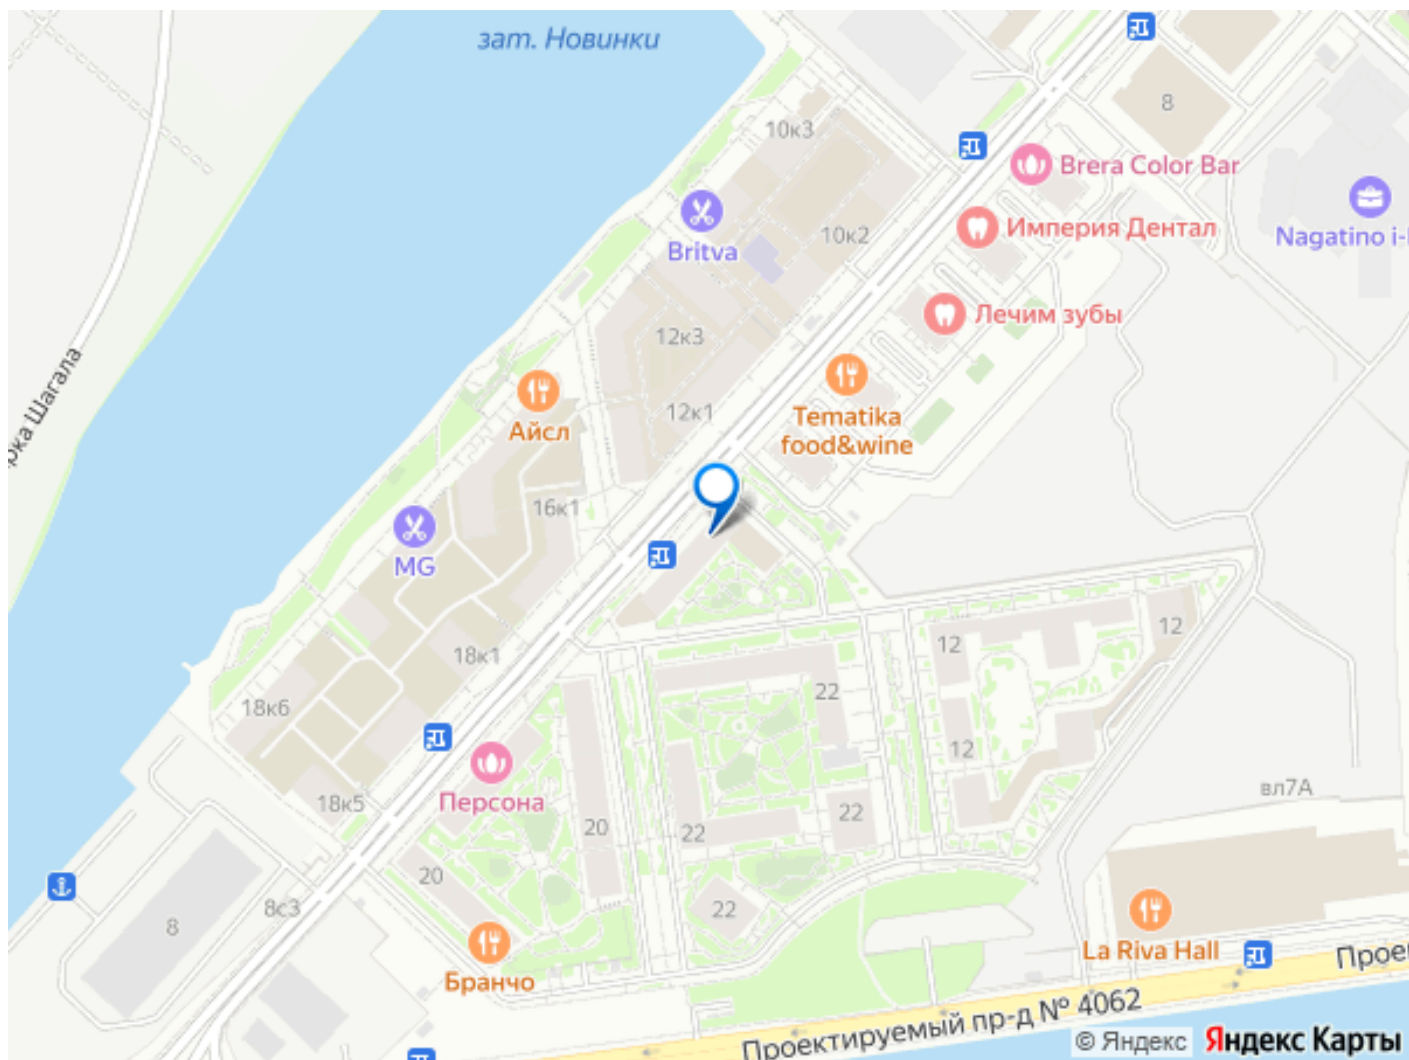 зат. Новинки
8
10к3
Brera Color Bar
Империя Дентал
Nagatino i-
10к2
Britva
Лечим зубы
12к3
рка Шагала
12к1
Tematika
food&wine
Айсл
16к1
MG
12
12
18к1
22
18к6
12
Персона
18к5
вл7А
20
22
22
20
22
8с3
8
La Riva Hall
Бранчо
Прое
Проектируемый пр-д № 4062
© Яндекс
Яндекс Карты